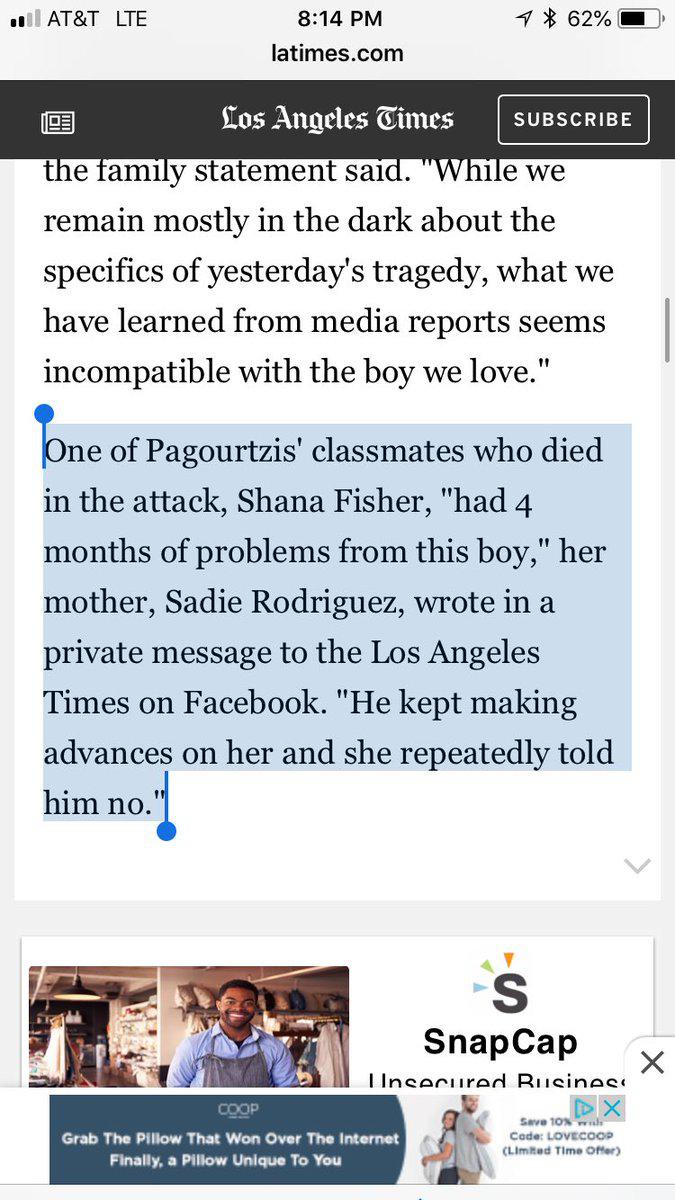 AT&T LTE 8:14 PM 62%
latimes.com
Los Angeles Times SUBSCRIBE
the family statement said. "While we
remain mostly in the dark about the
specifics of yesterday's tragedy, what we
have learned from media reports seems
incompatible with the boy we love."
One of Pagourtzis' classmates who died
in the attack, Shana Fisher, "had 4
months of problems from this boy," her
mother, Sadie Rodriguez, wrote in a
private message to the Los Angeles
Times on Facebook. "He kept making
advances on her and she repeatedly told
him no."
S
SnapCap
Unsecured Business
COOP
Grab The Pillow That Won Over The Internet
Finally, a Pillow Unique To You
Save 10% with
Code: LOVECOOP
(Limited Time Offer)